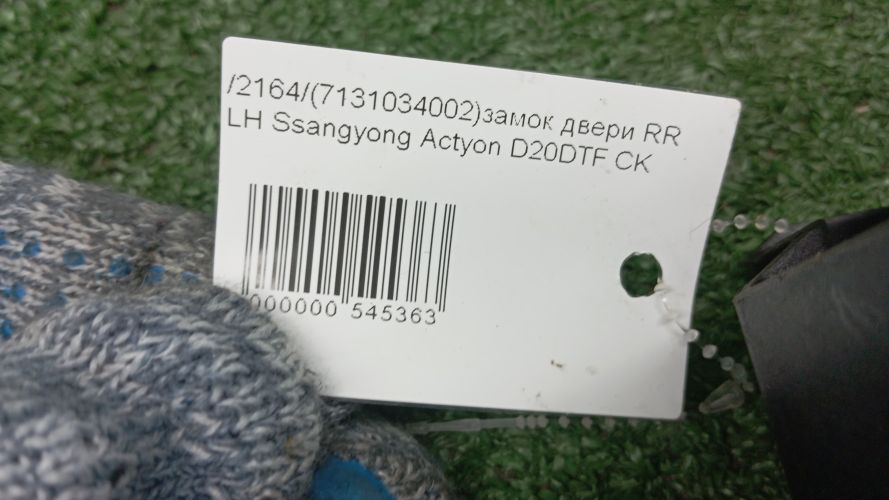 /2164/(7131034002)замок двери RR
LH Ssangyong Actyon D20DTF CK
000000 545363